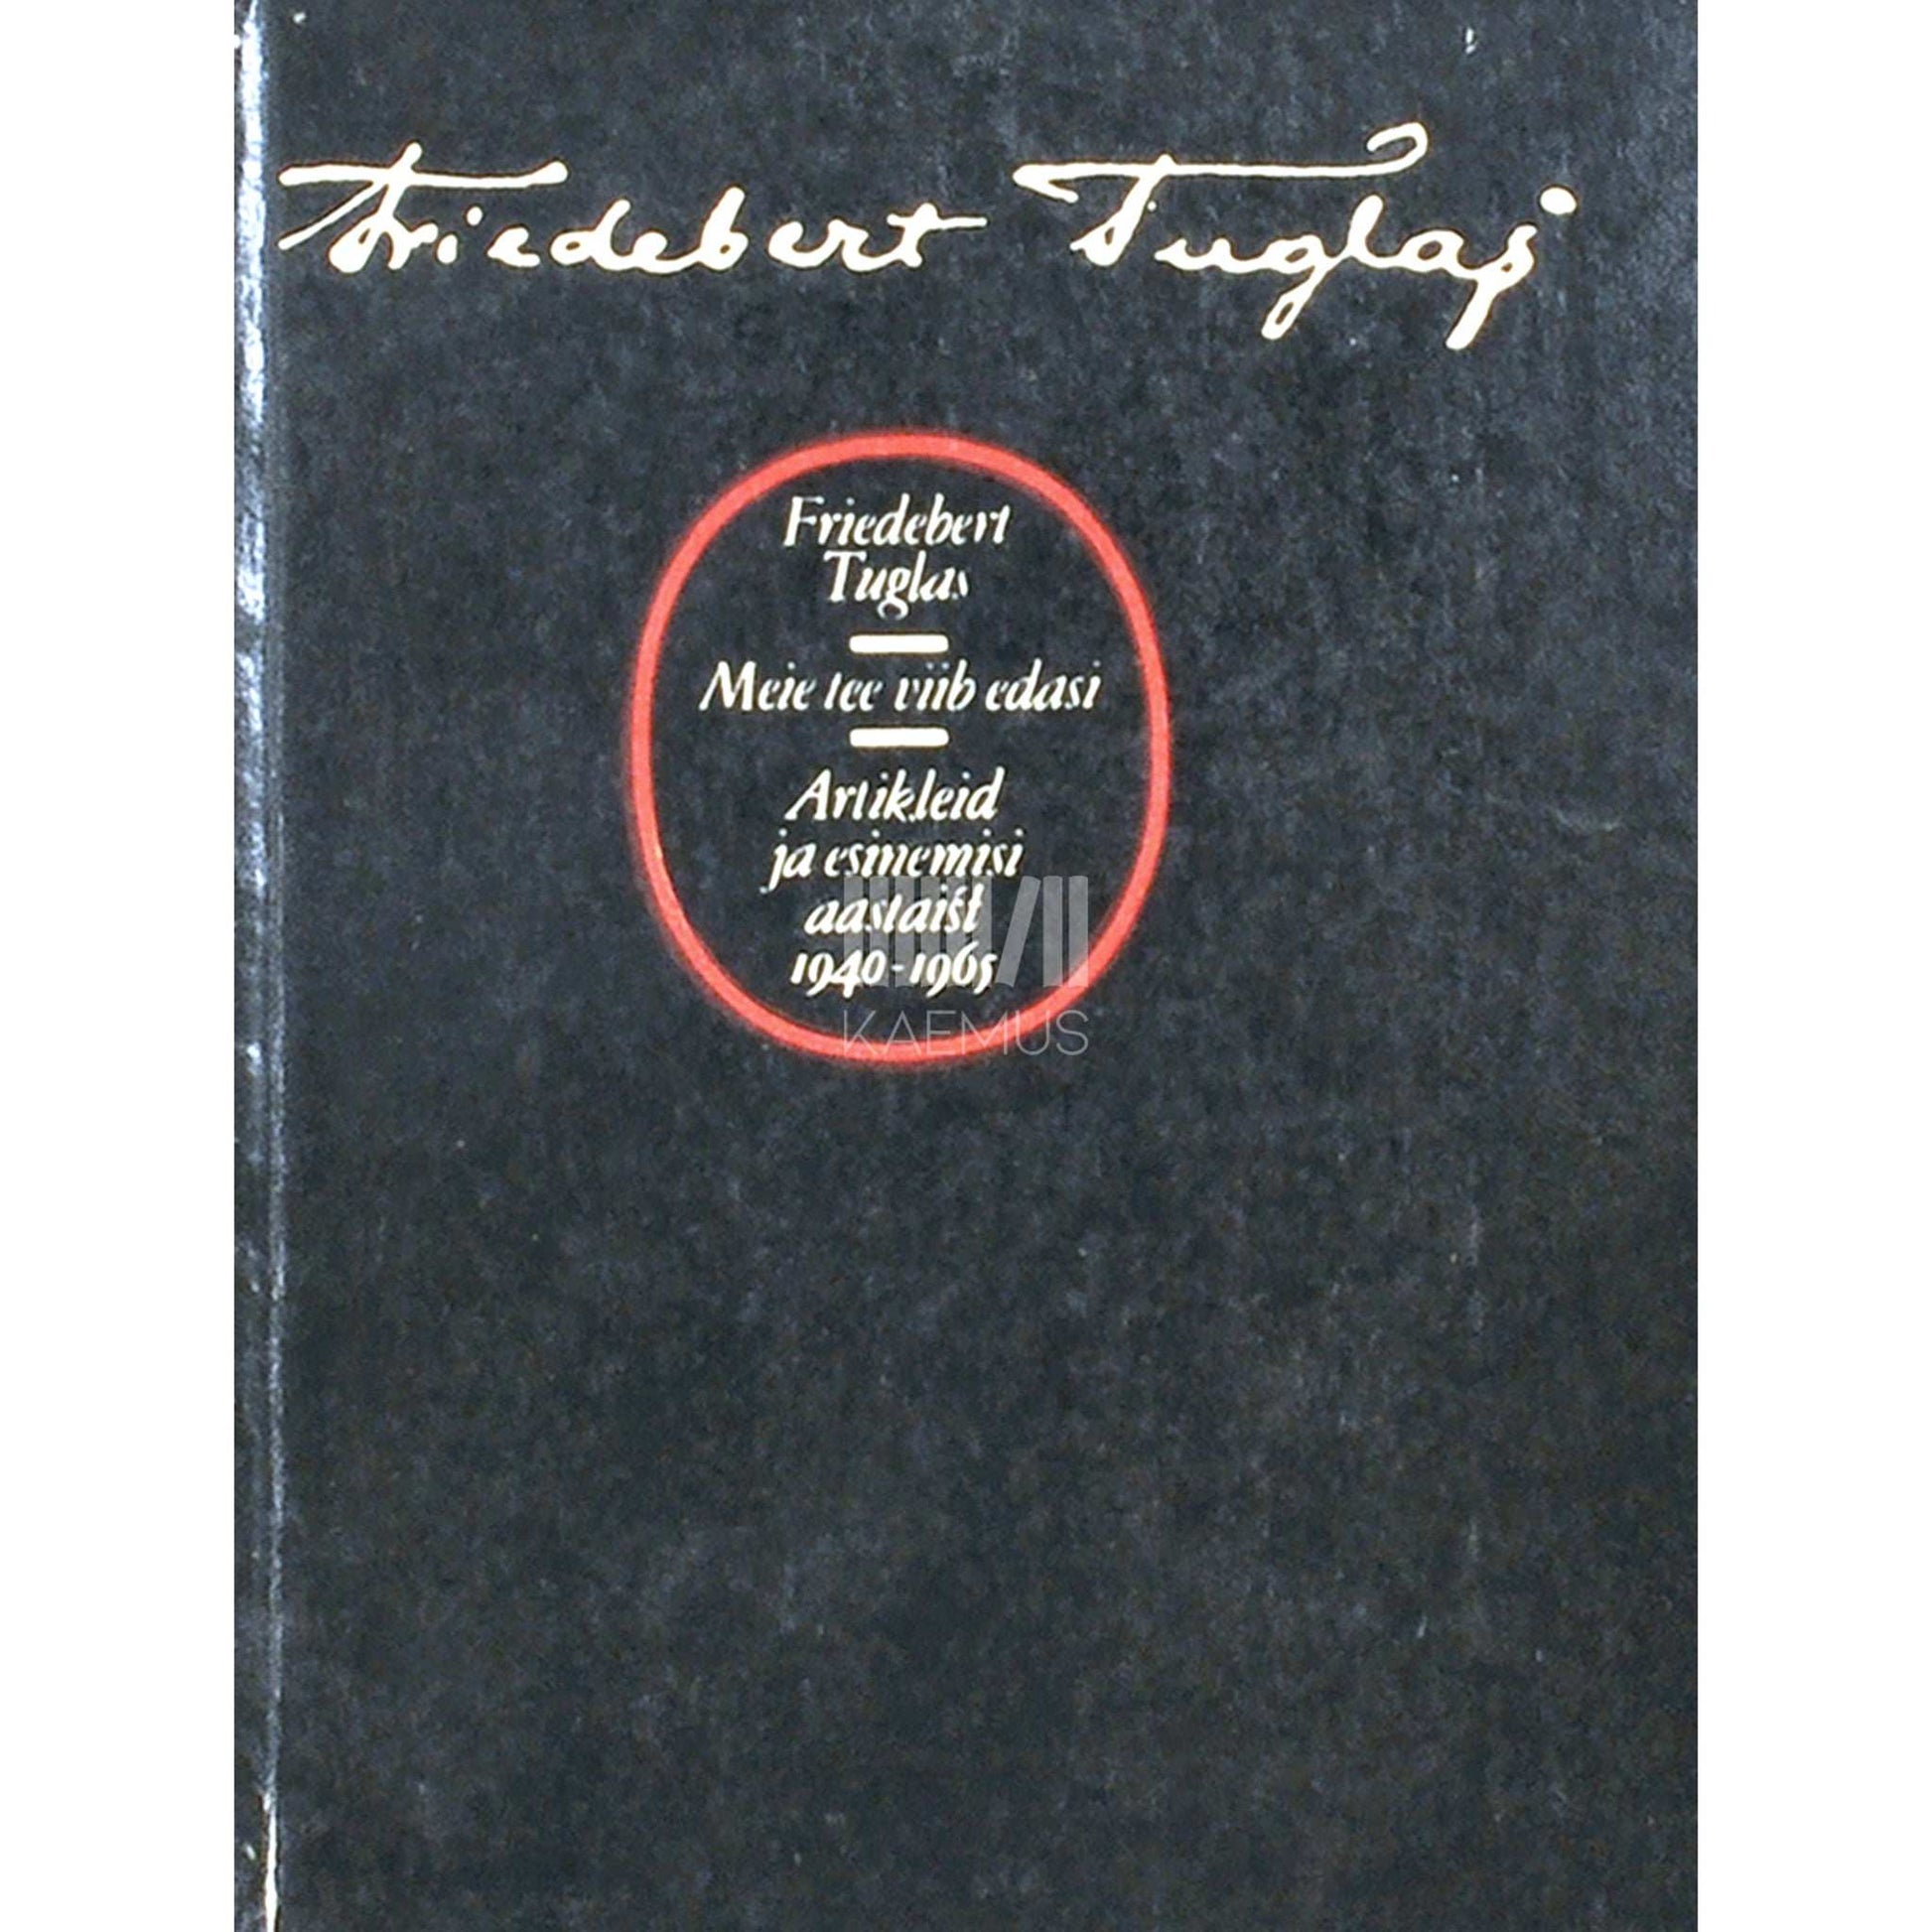 Friedebert Tuglas
Friedebert
Tuglas
Meie tee viib edasi
Artikleid
ja esinemisi
aastaist
1940-1965
KAEMUS